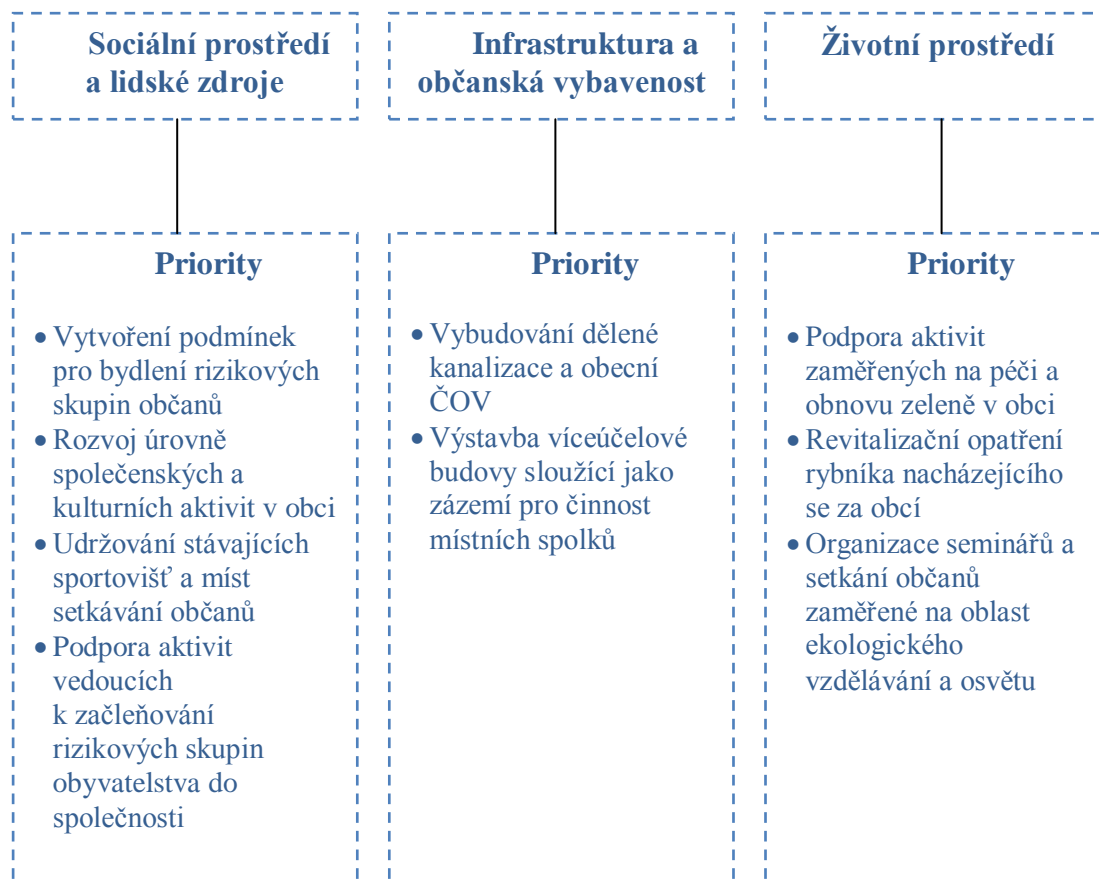 Sociální prostředí
a lidské zdroje
Priority
• Vytvoření podmínek
pro bydlení rizikových
skupin občanů
• Rozvoj úrovně
společenských a
kulturních aktivit v obci
• Udržování stávajících
sportovišť a míst
setkávání občanů
• Podpora aktivit
vedoucích
k začleňování
rizikových skupin
obyvatelstva do
společnosti
Infrastruktura a
občanská vybavenost
Priority
• Vybudování dělené
kanalizace a obecní
ČOV
• Výstavba víceúčelové
budovy sloužící jako
zázemí pro činnost
místních spolků
Životní prostředí
Priority
• Podpora aktivit
zaměřených na péči a
obnovu zeleně v obci
• Revitalizační opatření
rybníka nacházejícího
se za obcí
• Organizace seminářů a
setkání občanů
zaměřené na oblast
ekologického
vzdělávání a osvětu